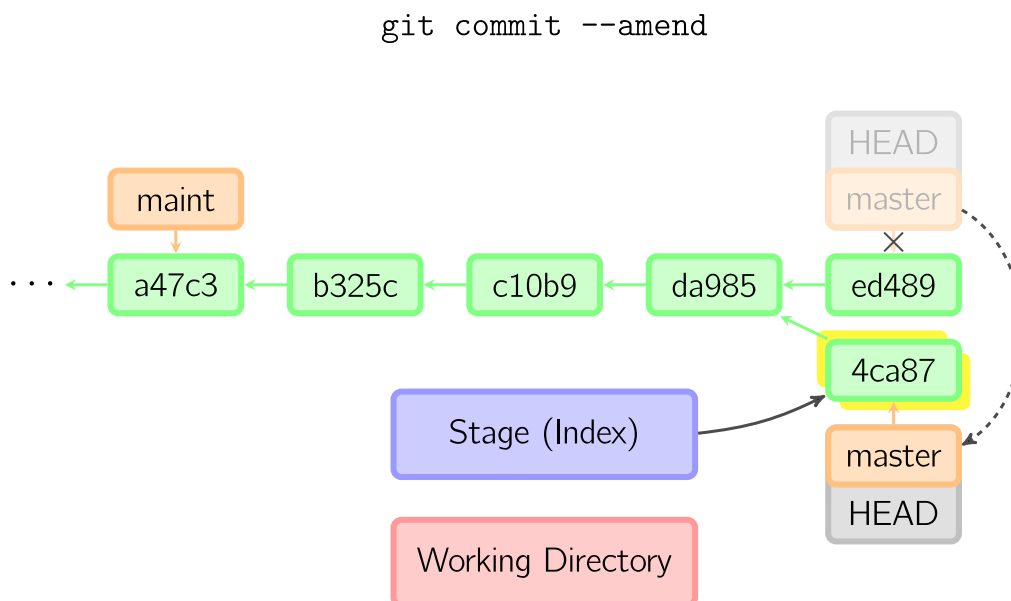 git commit --amend
HEAD
maint
master
... a47c3 b325c c10b9 da985 ed489
4ca87
Stage (Index)
master
HEAD
Working Directory